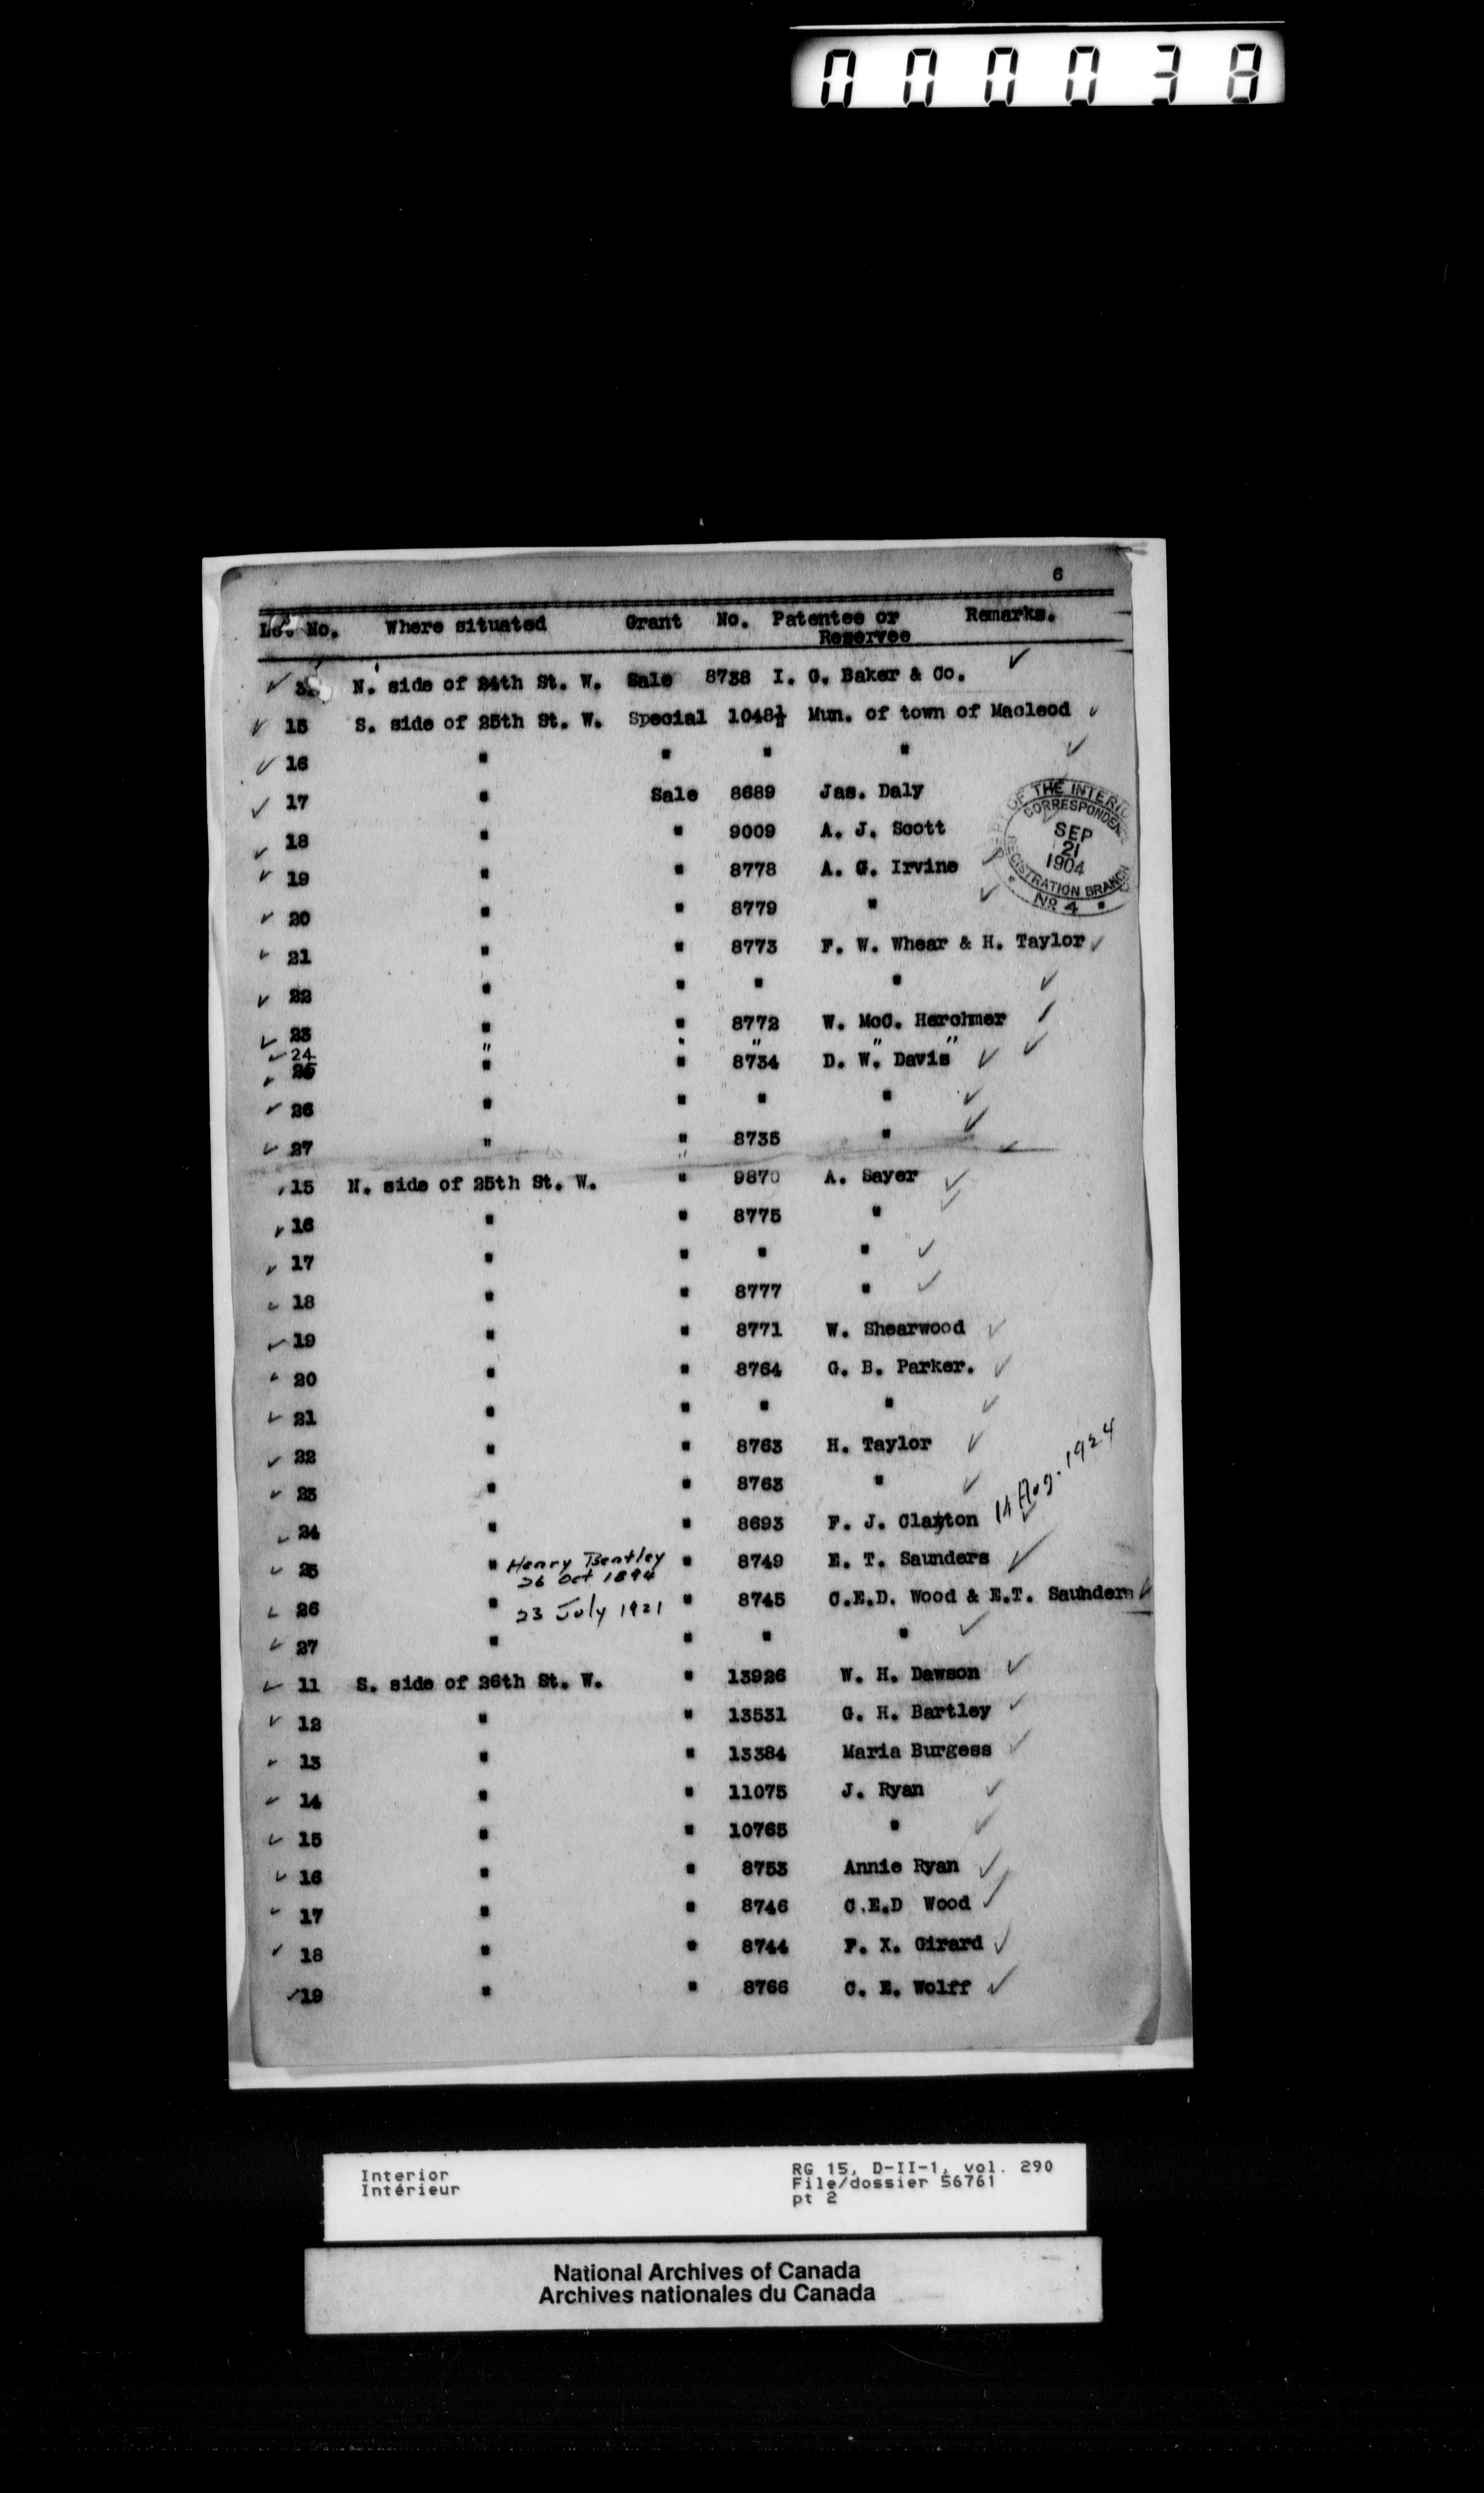 000038
6
Lot No. Where situated Grant No. Patentee or Remarks.
Reservee
N. side of 24th St. W. Sale 8738 I. G. Baker & Co. ✓
✓ 15 S. side of 25th St. W. Special 1048½ Mun. of town of Macleod ✓
✓ 16 " " " " ✓
✓ 17 " Sale 8689 Jas. Daly
✓ 18 " " 9009 A. J. Scott
✓ 19 " " 8778 A. G. Irvine ✓
✓ 20 " " 8779 " ✓
✓ 21 " " 8773 F. W. Whear & H. Taylor ✓
✓ 22 " " " " ✓
✓ 23 " " 8772 W. McC. Herchmer ✓
✓ 24 " " " " " ✓
✓ 25 " " 8734 D. W. Davis ✓
✓ 26 " " " " ✓
✓ 27 " " 8735 " ✓
✓ 15 N. side of 25th St. W. " 9870 A. Sayer ✓
✓ 16 " " 8775 " ✓
✓ 17 " " " " ✓
✓ 18 " " 8777 " ✓
✓ 19 " " 8771 W. Shearwood ✓
✓ 20 " " 8764 G. B. Parker. ✓
✓ 21 " " " " ✓
✓ 22 " " 8763 H. Taylor ✓
✓ 23 " " 8763 " ✓
✓ 24 " " 8693 F. J. Claxton 14 Aug. 1924 ✓
✓ 25 " Henry Bentley " 8749 E. T. Saunders ✓
26 Oct 1894
✓ 26 " 23 July 1921 " 8745 C.E.D. Wood & E.T. Saunders ✓
✓ 27 " " " " ✓
✓ 11 S. side of 26th St. W. " 13926 W. H. Dawson ✓
✓ 12 " " 13531 G. H. Bartley ✓
✓ 13 " " 13384 Maria Burgess ✓
✓ 14 " " 11075 J. Ryan ✓
✓ 15 " " 10765 " ✓
✓ 16 " " 8753 Annie Ryan ✓
✓ 17 " " 8746 C.E.D Wood ✓
✓ 18 " " 8744 F. X. Girard ✓
✓ 19 " " 8766 C. E. Wolff ✓
OF THE INTERIO
CORRESPONDEN
SEP
21
1904
ISTRATION BRANCH
No 4
Interior
Intérieur
RG 15, D-II-1, vol. 290
File/dossier 56761
pt 2
National Archives of Canada
Archives nationales du Canada